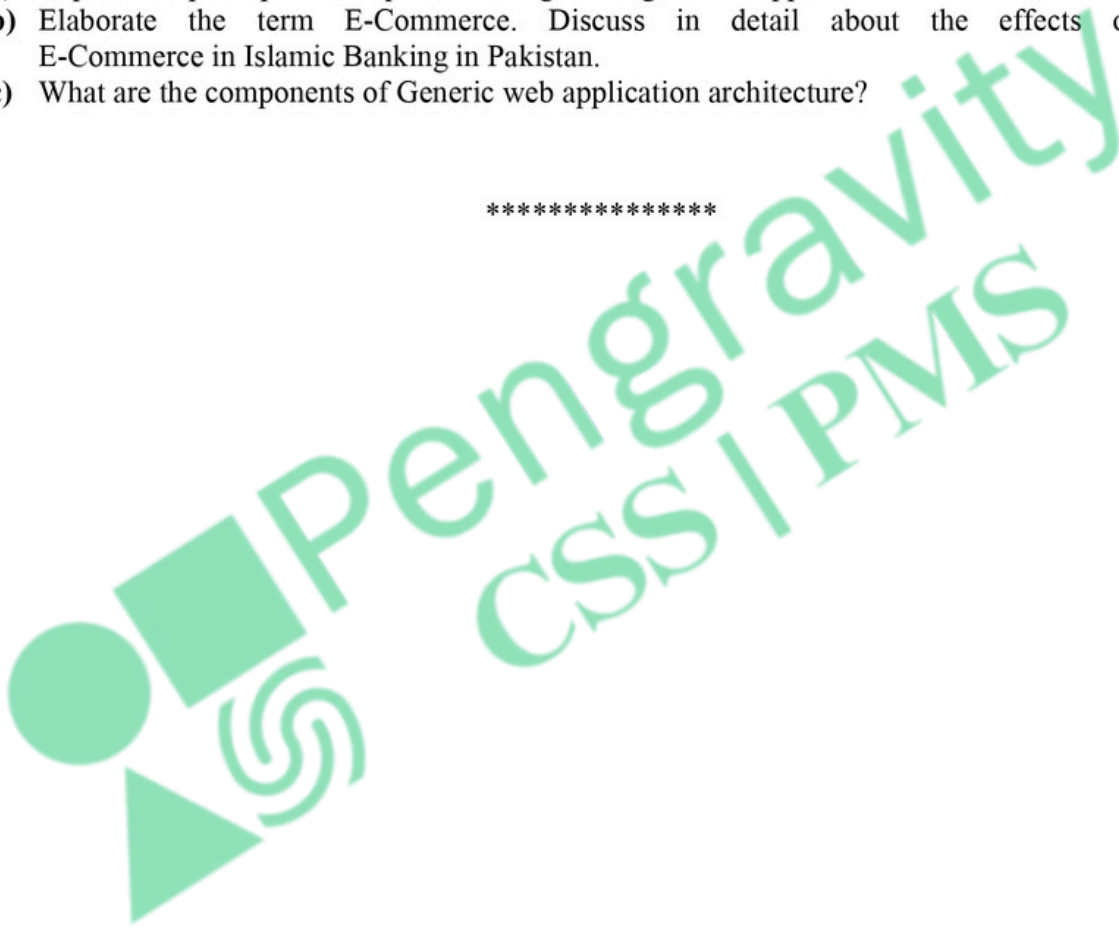 b) Elaborate the term E-Commerce. Discuss in detail about the effects
E-Commerce in Islamic Banking in Pakistan.
c) What are the components of Generic web application architecture?
***************
Pengravity
CSS | PMS